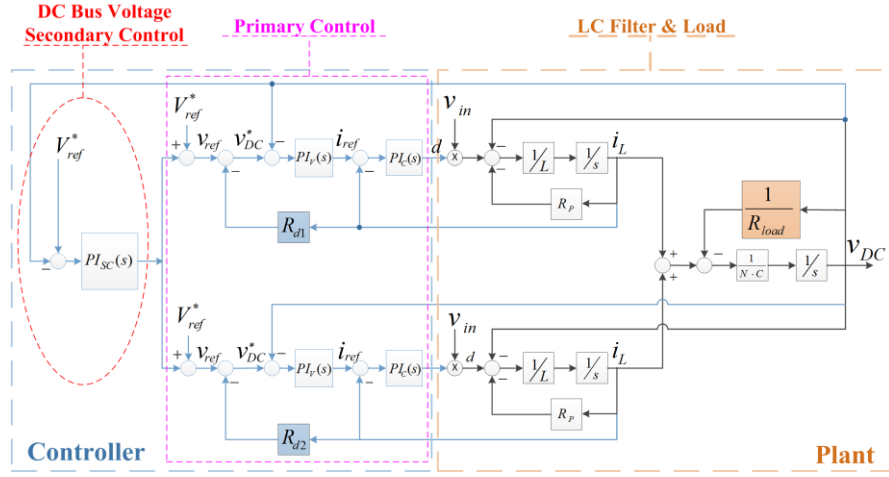 DC Bus Voltage
Secondary Control
Primary Control
LC Filter & Load
V*ref
V*ref
+
vref
v*DC
−
PIV(s)
iref
PIC(s)
d
vin
x
−
−
1/L
1/s
iL
−
−
Rd1
RP
1/Rload
−
PISC(s)
+
+
−
1/N·C
1/s
vDC
V*ref
+
vref
v*DC
−
PIV(s)
iref
PIC(s)
vin
d
x
−
−
1/L
1/s
iL
−
−
Rd2
RP
Controller
Plant